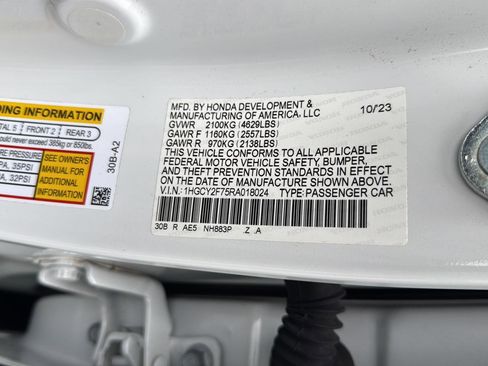 DING INFORMATION
TAL 5 FRONT 2 REAR 3
ould never exceed 385kg or 850lbs.
E PRESSURE
PA, 35PSI
PA, 32PSI
SEE OWNER'S
MANUAL FOR
ADDITIONAL
INFORMATION
30B-A2
MFD. BY HONDA DEVELOPMENT &
MANUFACTURING OF AMERICA, LLC 10/23
GVWR 2100KG (4629LBS)
GAWR F 1160KG (2557LBS)
GAWR R 970KG (2138LBS)
THIS VEHICLE CONFORMS TO ALL APPLICABLE
FEDERAL MOTOR VEHICLE SAFETY, BUMPER,
AND THEFT PREVENTION STANDARDS IN EFFECT
ON THE DATE OF MANUFACTURE SHOWN ABOVE.
V.I.N.: 1HGCY2F75RA018024 TYPE: PASSENGER CAR
30B R AE5 NH883P Z .A